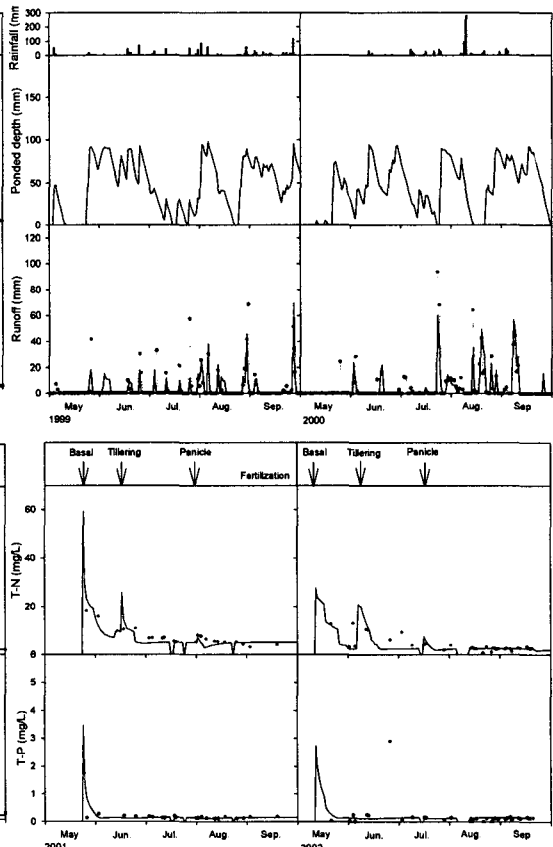 Rainfall (mm
300
200
100
0
Ponded depth (mm)
150
100
50
0
Runoff (mm)
120
100
80
60
40
20
0
May Jun. Jul. Aug. Sep. May Jun. Jul. Aug. Sep
1999 2000
Basal Tillering Panicle Basal Tillering Panicle
Fertilization
T-N (mg/L)
60
40
20
T-P (mg/L)
5
4
3
2
1
0
May Jun. Jul. Aug. Sep. May Jun. Jul. Aug. Sep.
2001 2002